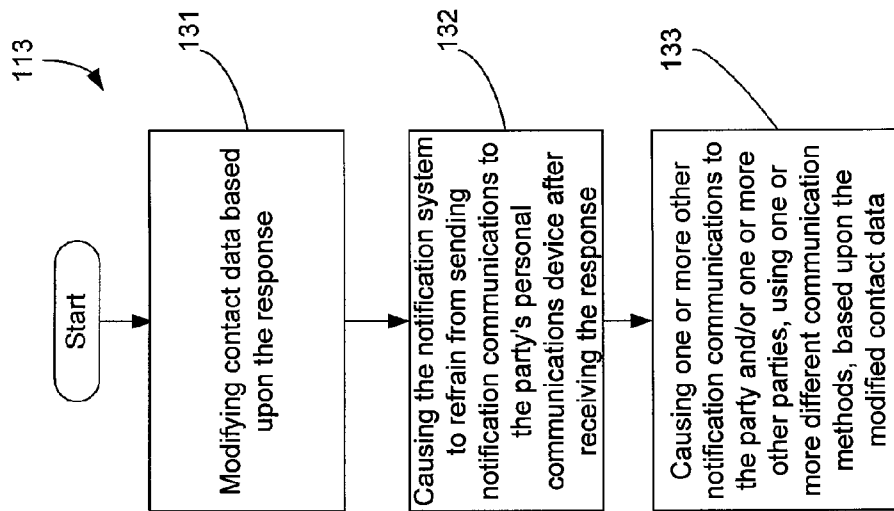 113
Start
131
Modifying contact data based
upon the response
132
Causing the notification system
to refrain from sending
notification communications to
the party's personal
communications device after
receiving the response
133
Causing one or more other
notification communications to
the party and/or one or more
other parties, using one or
more different communication
methods, based upon the
modified contact data